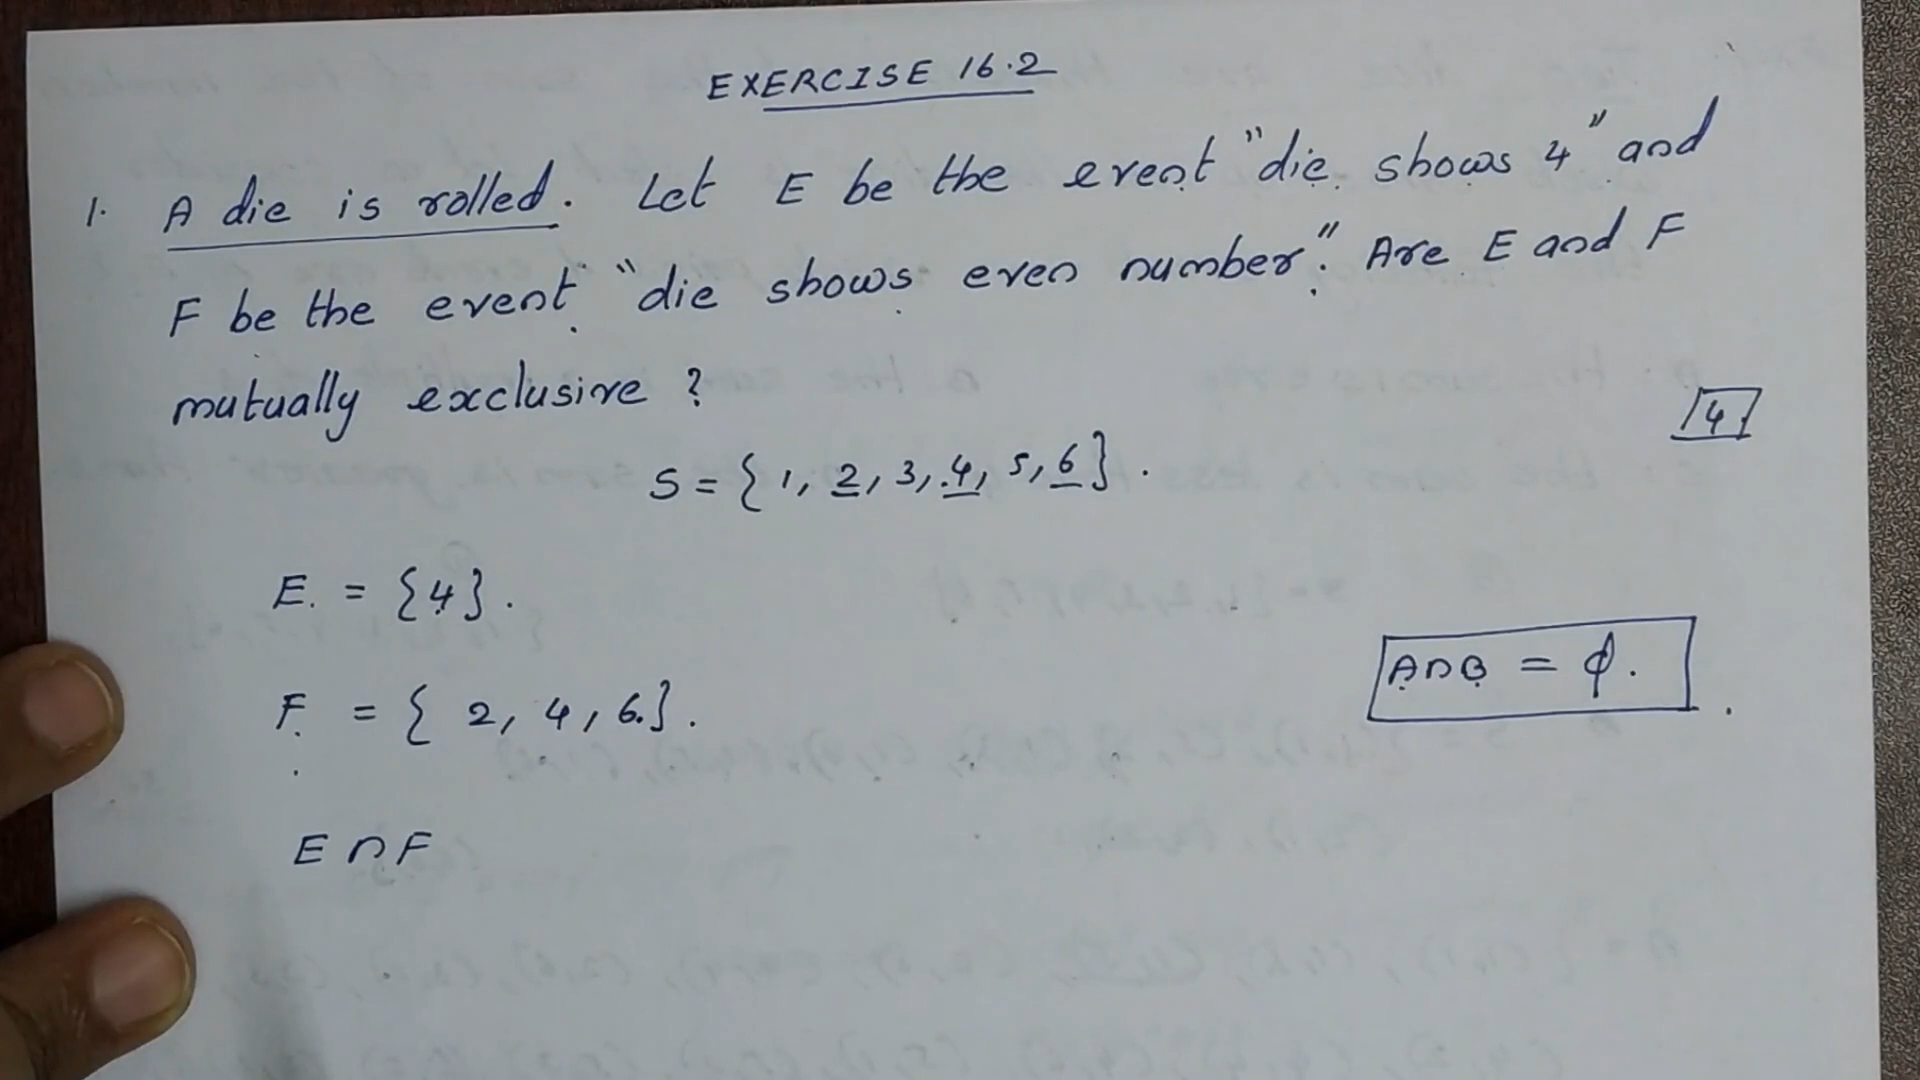 EXERCISE 16.2
1. A die is rolled. Let E be the event "die shows 4" and
F be the event "die shows even number". Are E and F
mutually exclusive ?
4
S = { 1, 2, 3, 4, 5, 6 } .
E = {4} .
F = { 2, 4, 6 } .
A∩B = ϕ.
E ∩ F